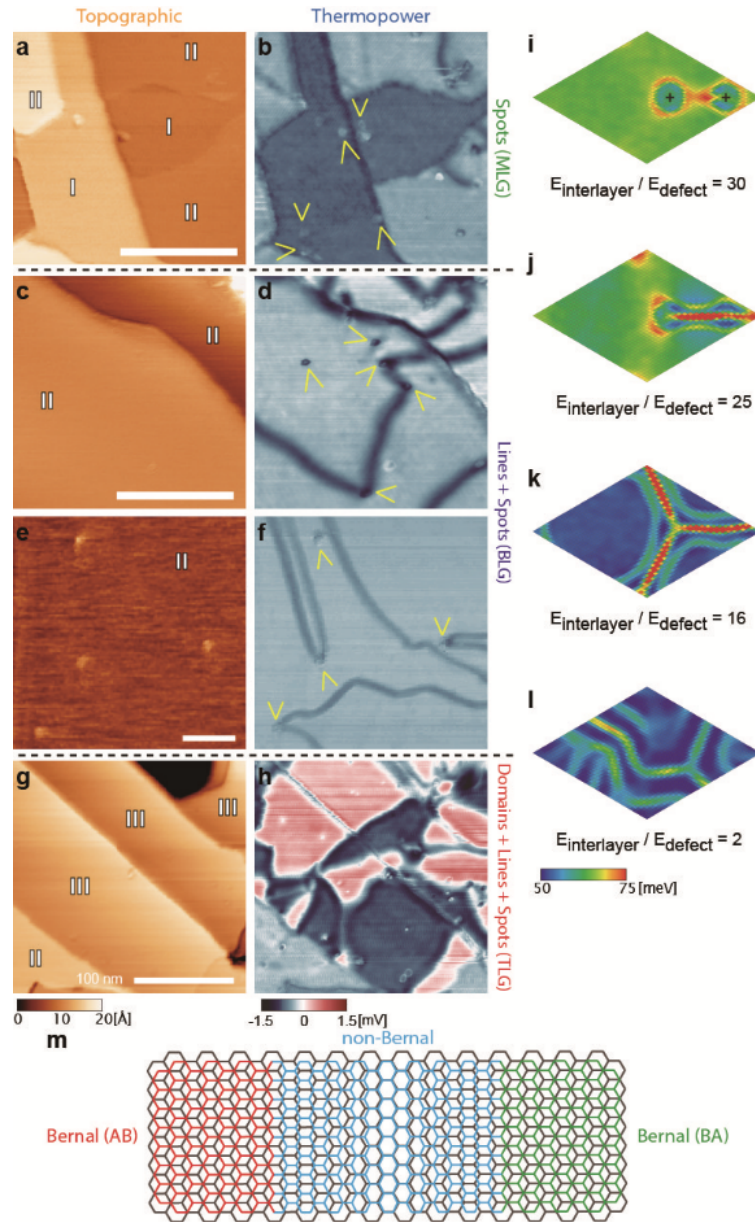 Topographic
Thermopower
a
II
II
I
I
II
b
Spots (MLG)
i
E_interlayer / E_defect = 30
c
II
II
d
j
E_interlayer / E_defect = 25
Lines + Spots (BLG)
e
II
f
k
E_interlayer / E_defect = 16
g
III
III
III
II
100 nm
h
Domains + Lines + Spots (TLG)
l
E_interlayer / E_defect = 2
50
75
[meV]
0
10
20[Å]
-1.5
0
1.5[mV]
m
non-Bernal
Bernal (AB)
Bernal (BA)